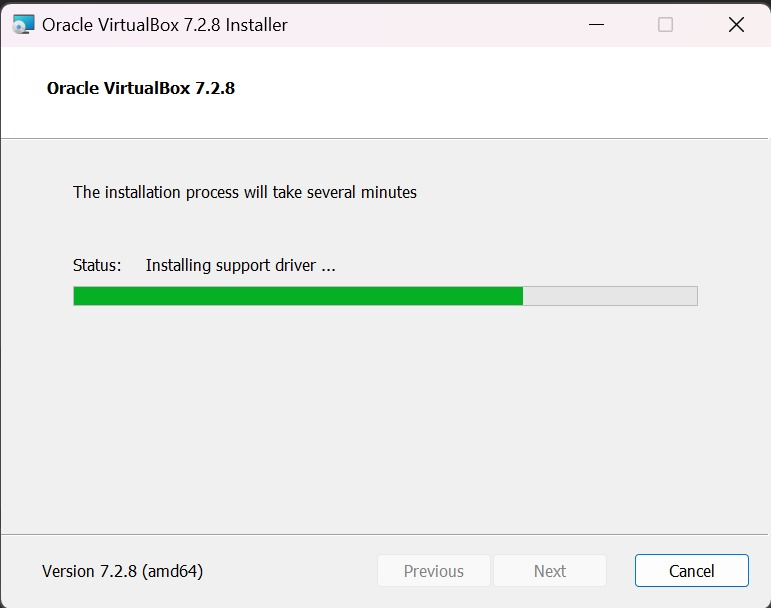 Oracle VirtualBox 7.2.8 Installer
Oracle VirtualBox 7.2.8
The installation process will take several minutes
Status: Installing support driver ...
Version 7.2.8 (amd64) Previous Next Cancel